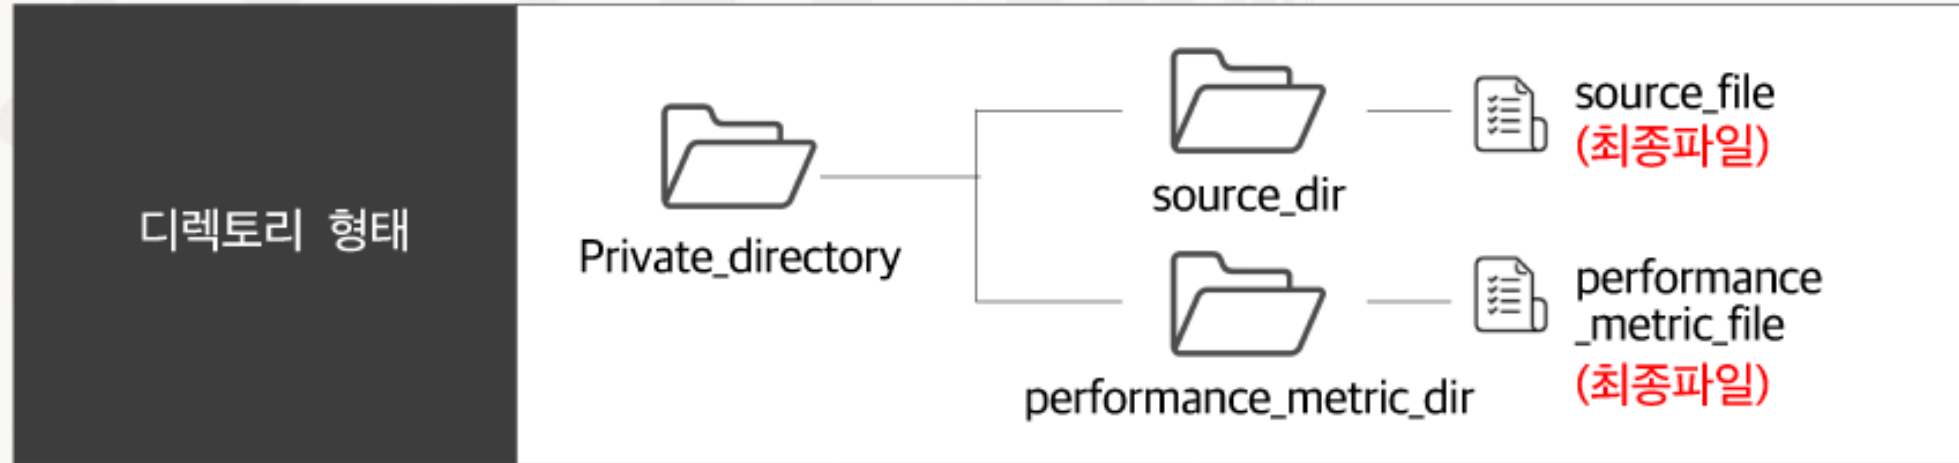 디렉토리 형태
Private_directory
source_dir
source_file
(최종파일)
performance_metric_dir
performance
_metric_file
(최종파일)